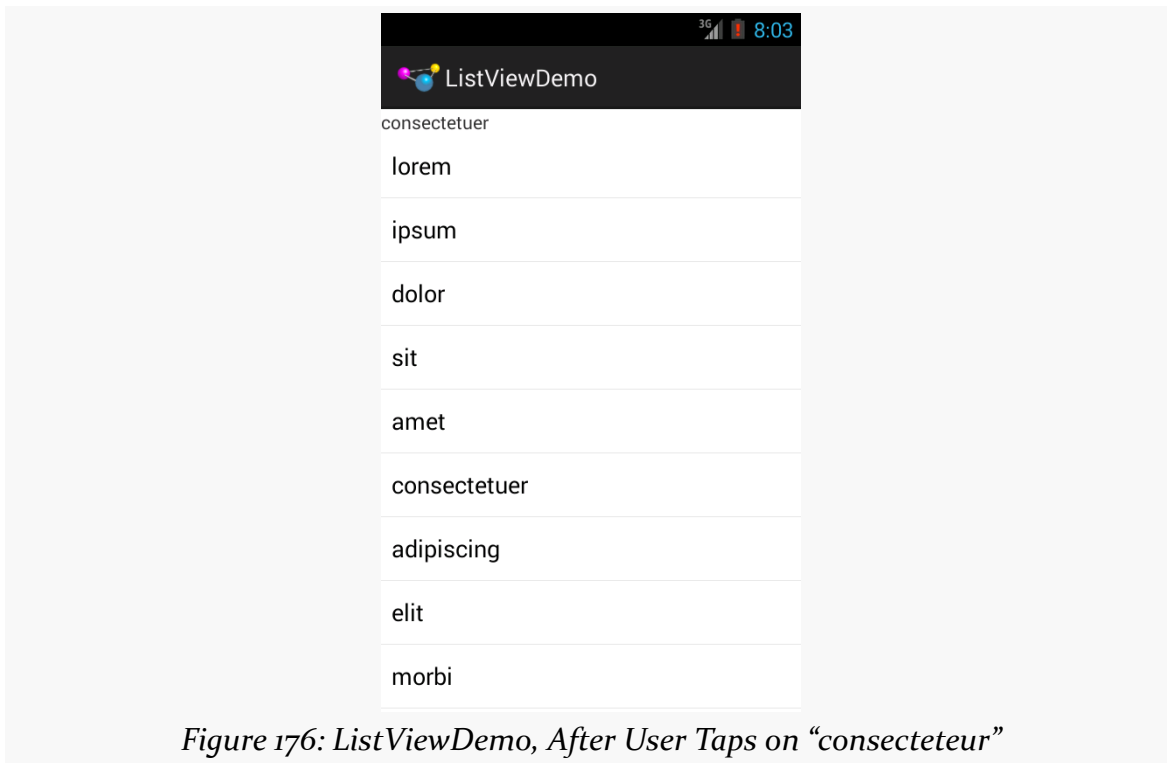 3G 8:03
ListViewDemo
consectetuer
lorem
ipsum
dolor
sit
amet
consectetuer
adipiscing
elit
morbi
Figure 176: ListViewDemo, After User Taps on “consecteteur”